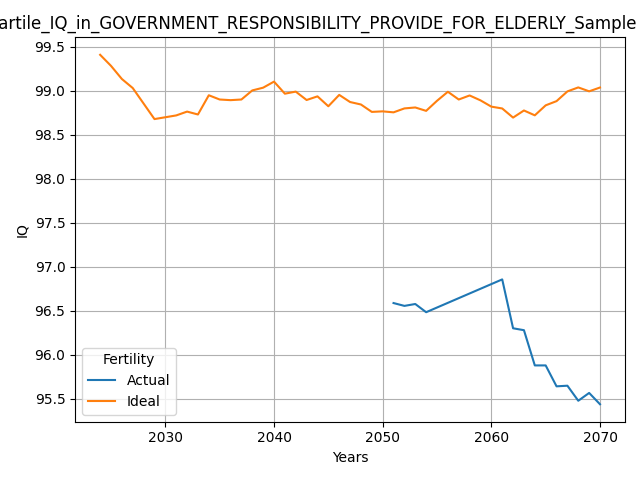 artile_IQ_in_GOVERNMENT_RESPONSIBILITY_PROVIDE_FOR_ELDERLY_Sample
99.5
99.0
98.5
98.0
97.5
97.0
96.5
96.0
95.5
IQ
Fertility
Actual
Ideal
2030 2040 2050 2060 2070
Years